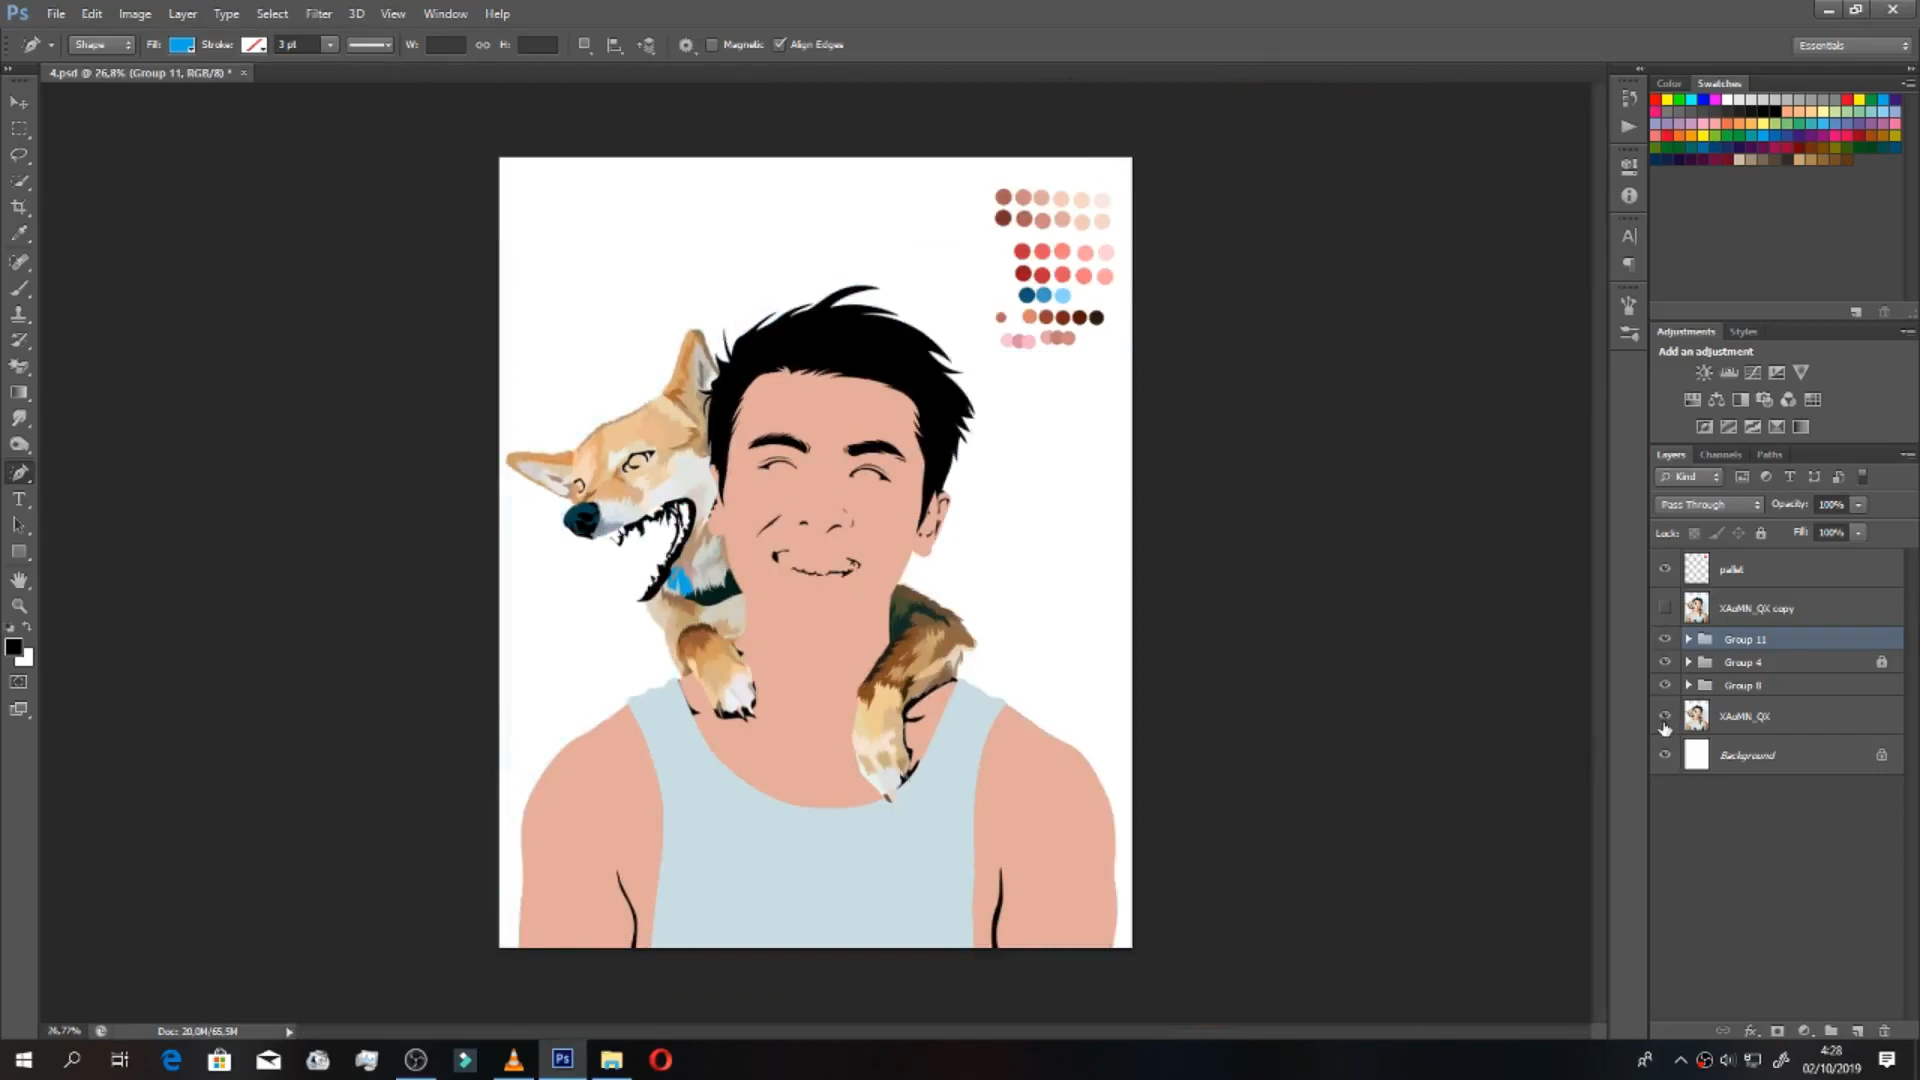 Ps File Edit Image Layer Type Select Filter 3D View Window Help
Shape Fill: Stroke: 3 pt W: H: Magnetic Align Edges Essentials
4.psd @ 26,8% (Group 11, RGB/8) * ×
Color Swatches
Adjustments Styles
Add an adjustment
Layers Channels Paths
Kind
Pass Through Opacity: 100%
Lock: Fill: 100%
pallet
XAoMN_QX copy
Group 11
Group 4
Group 8
XAoMN_QX
Background
26,77% Doc: 20,0M/65,5M
Ps
4:28
02/10/2019